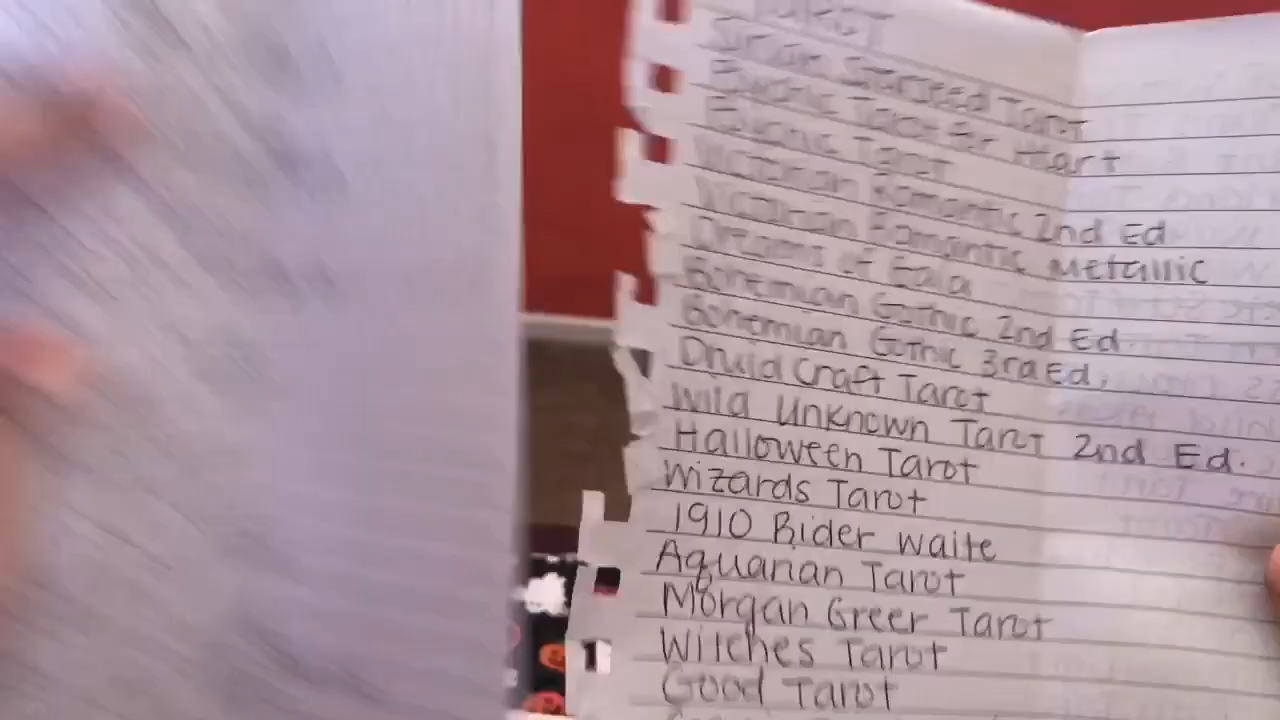 Tarot
Sirian Starseed Tarot
Tarot for Heart
Tarot
Victorian Romantic 2nd Ed
Victorian Romantic Metallic
Dreams of Gaia
Bohemian Gothic 2nd Ed.
Bohemian Gothic 3rd Ed.
Druid Craft Tarot
Wild Unknown Tarot 2nd Ed.
Halloween Tarot
Wizards Tarot
1910 Rider Waite
Aquarian Tarot
Morgan Greer Tarot
Witches Tarot
Good Tarot